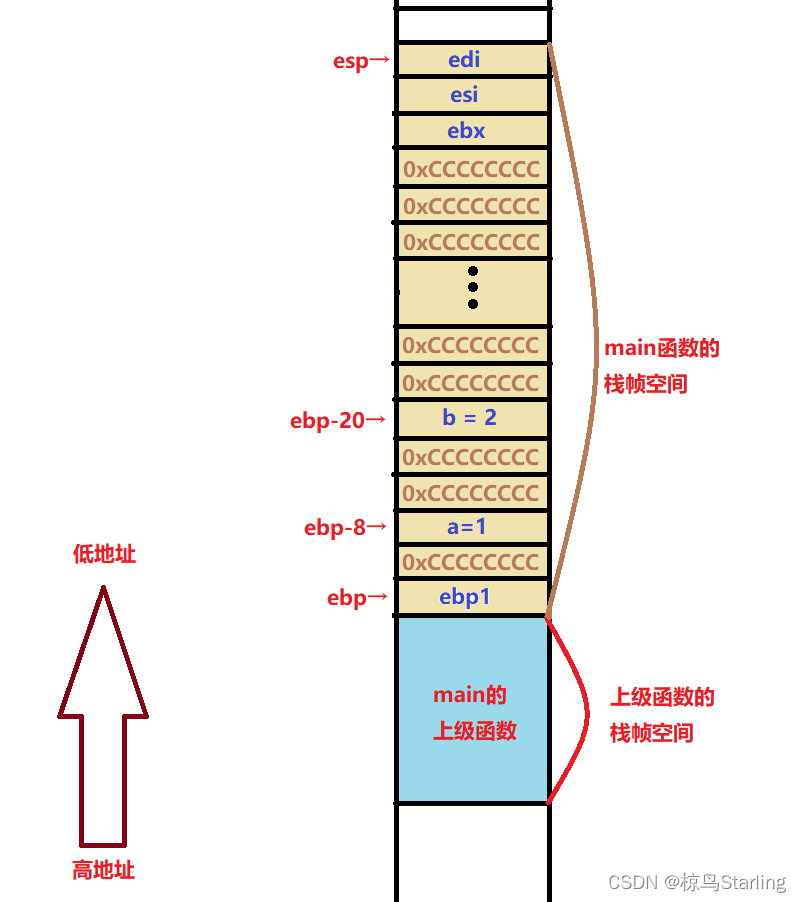 esp→ edi
esi
ebx
0xCCCCCCCC
0xCCCCCCCC
0xCCCCCCCC
0xCCCCCCCC
main函数的
栈帧空间
0xCCCCCCCC
ebp-20→ b = 2
0xCCCCCCCC
0xCCCCCCCC
ebp-8→ a=1
0xCCCCCCCC
ebp→ ebp1
低地址
main的
上级函数
上级函数的
栈帧空间
高地址
CSDN @椋鸟Starling